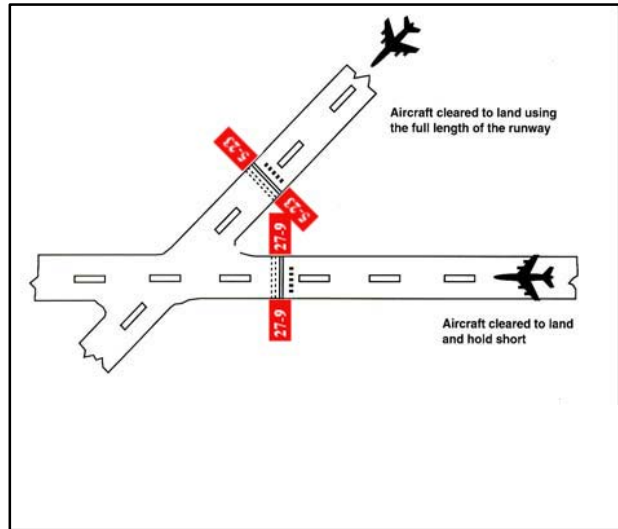 5-23
Aircraft cleared to land using
the full length of the runway
5-23
27-9
27-9
Aircraft cleared to land
and hold short